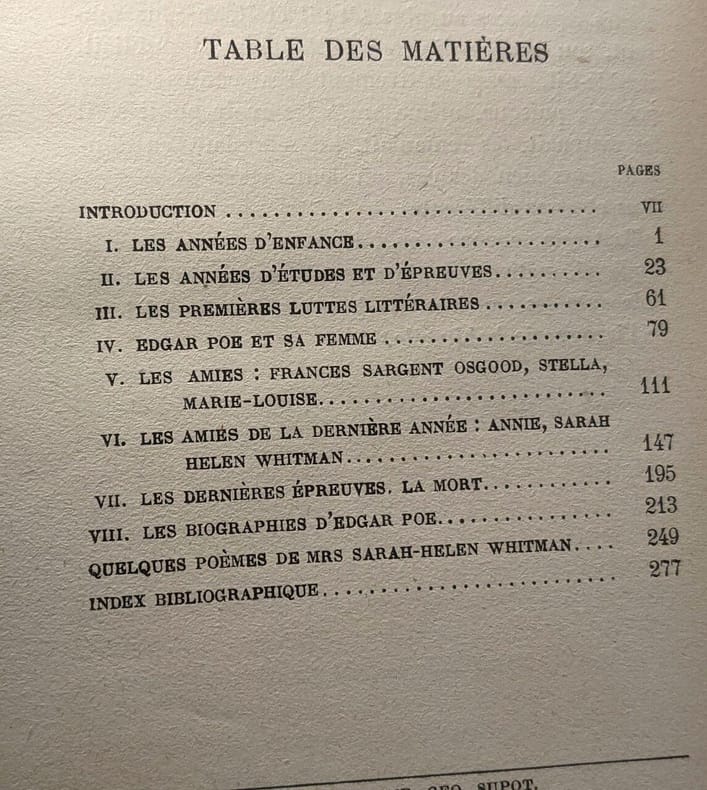 TABLE DES MATIÈRES
PAGES
INTRODUCTION ................................ VII
I. LES ANNÉES D'ENFANCE..................... 1
II. LES ANNÉES D'ÉTUDES ET D'ÉPREUVES......... 23
III. LES PREMIÈRES LUTTES LITTÉRAIRES ........... 61
IV. EDGAR POE ET SA FEMME ................... 79
V. LES AMIES : FRANCES SARGENT OSGOOD, STELLA,
MARIE-LOUISE......................... 111
VI. LES AMIES DE LA DERNIÈRE ANNÉE : ANNIE, SARAH
HELEN WHITMAN....................... 147
VII. LES DERNIÈRES ÉPREUVES. LA MORT........... 195
VIII. LES BIOGRAPHIES D'EDGAR POE............... 213
QUELQUES POÈMES DE MRS SARAH-HELEN WHITMAN.... 249
INDEX BIBLIOGRAPHIQUE......................... 277
SUPOT.